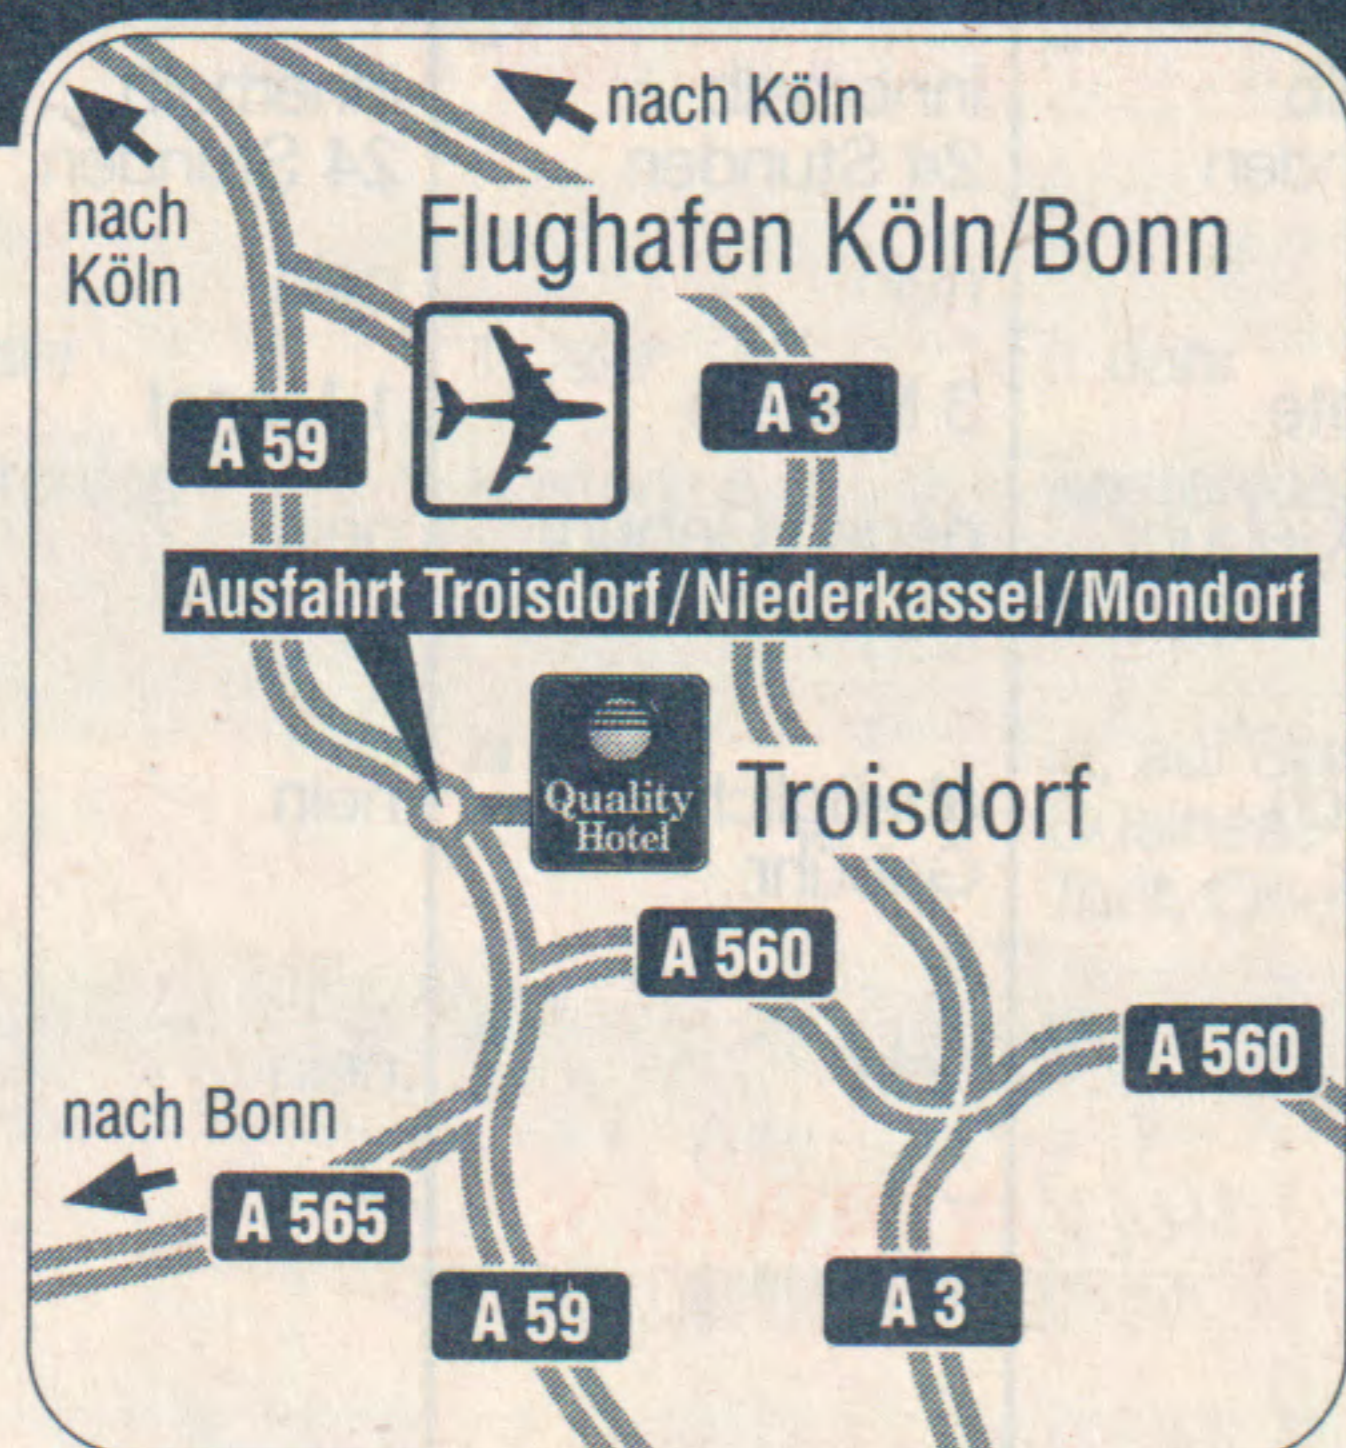 nach Köln
nach
Köln
Flughafen Köln/Bonn
A 3
A 59
Ausfahrt Troisdorf/Niederkassel/Mondorf
Quality
Hotel
Troisdorf
A 560
A 560
nach Bonn
A 565
A 59
A 3